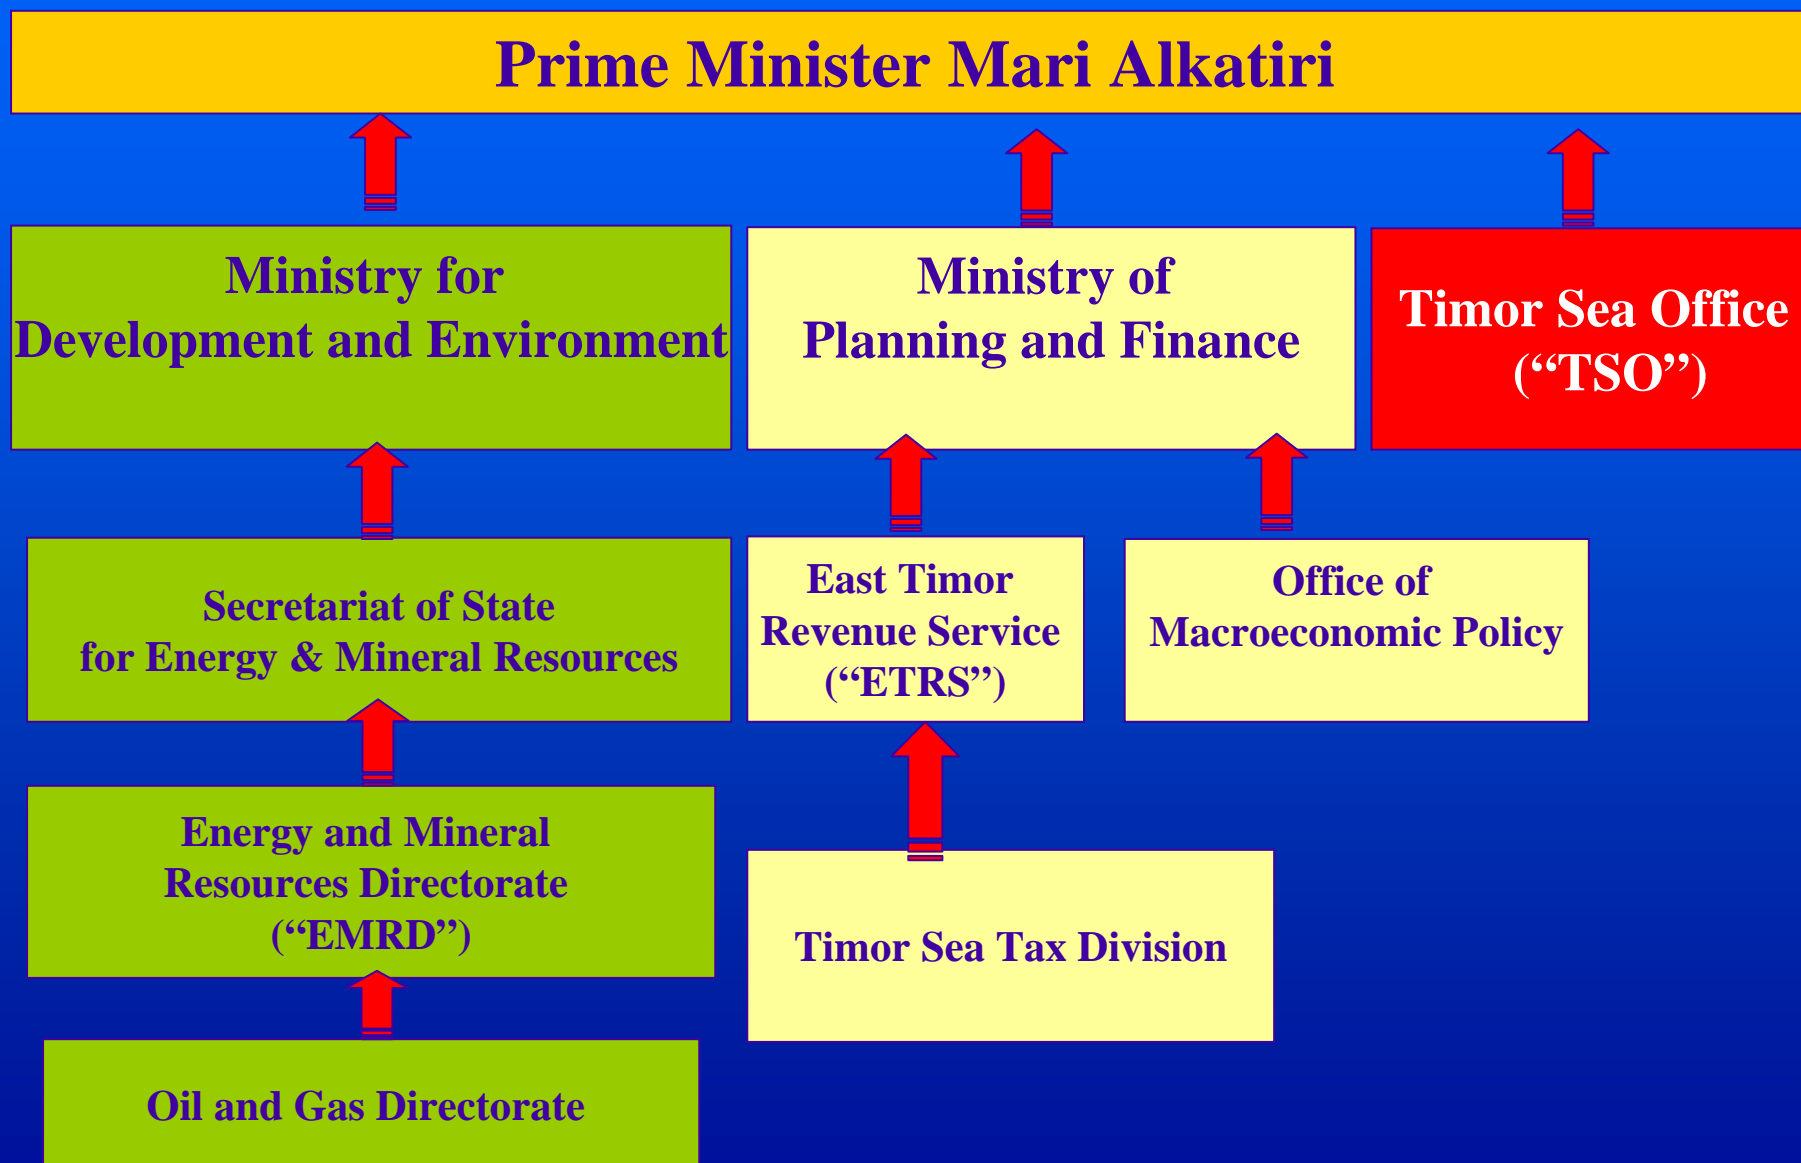 Prime Minister Mari Alkatiri
Ministry for
Development and Environment
Ministry of
Planning and Finance
Timor Sea Office
(“TSO”)
Secretariat of State
for Energy & Mineral Resources
East Timor
Revenue Service
(“ETRS”)
Office of
Macroeconomic Policy
Energy and Mineral
Resources Directorate
(“EMRD”)
Timor Sea Tax Division
Oil and Gas Directorate